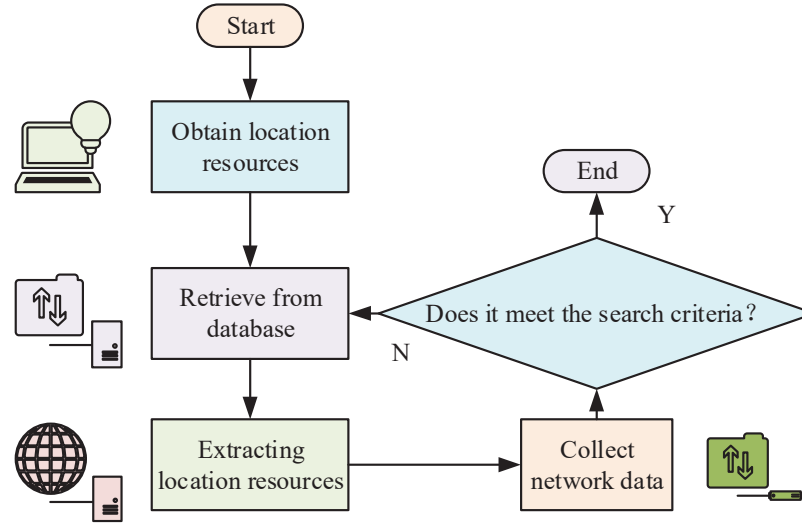 Start
Obtain location
resources
End
Y
Retrieve from
database
Does it meet the search criteria？
N
Extracting
location resources
Collect
network data